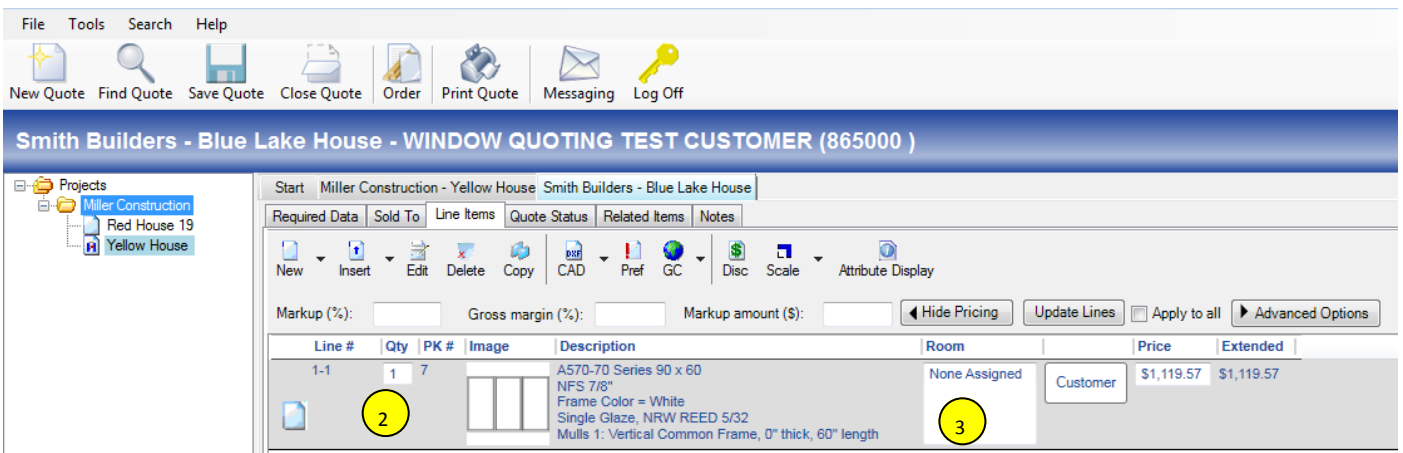 File Tools Search Help
New Quote Find Quote Save Quote Close Quote Order Print Quote Messaging Log Off
Smith Builders - Blue Lake House - WINDOW QUOTING TEST CUSTOMER (865000 )
Projects
Miller Construction
Red House 19
Yellow House
Start Miller Construction - Yellow House Smith Builders - Blue Lake House
Required Data Sold To Line Items Quote Status Related Items Notes
New Insert Edit Delete Copy CAD Pref GC Disc Scale Attribute Display
Markup (%): Gross margin (%): Markup amount ($): Hide Pricing Update Lines Apply to all Advanced Options
Line # Qty PK # Image Description Room Price Extended
1-1 1 7 A570-70 Series 90 x 60 None Assigned Customer $1,119.57 $1,119.57
NFS 7/8"
Frame Color = White
Single Glaze, NRW REED 5/32
Mulls 1: Vertical Common Frame, 0" thick, 60" length
2
3